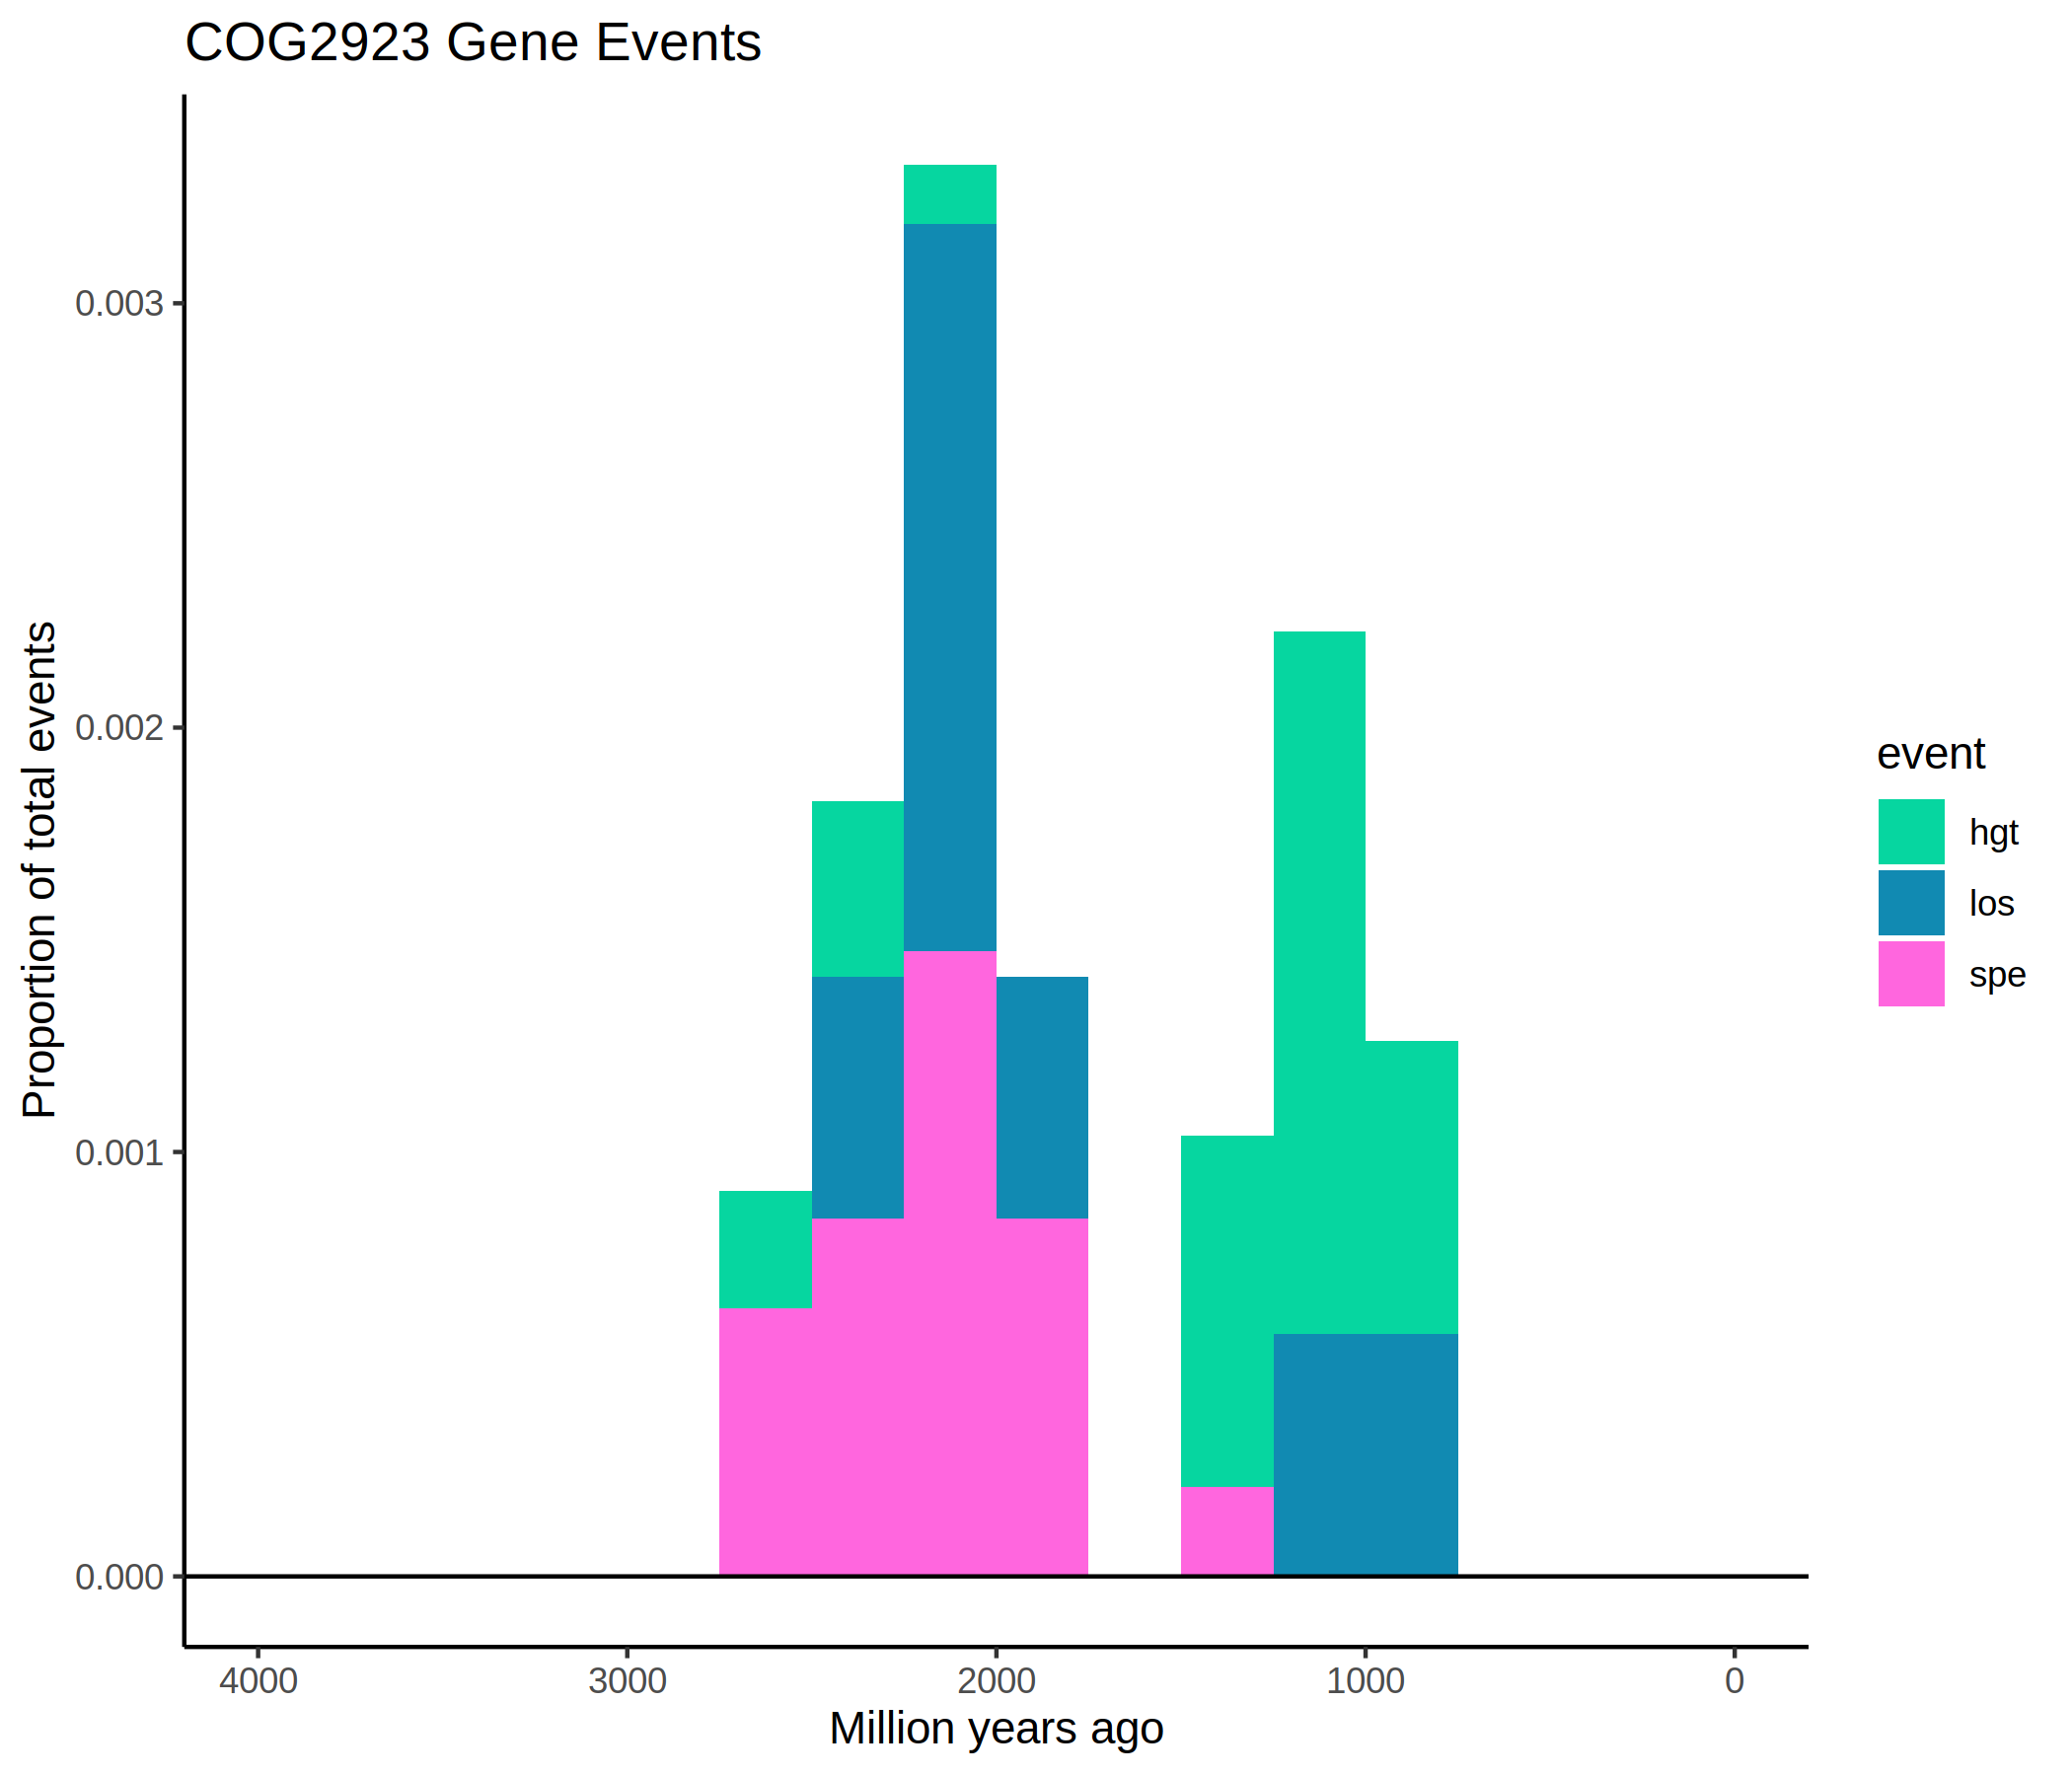 COG2923 Gene Events
Proportion of total events
0.003
0.002
0.001
0.000
4000 3000 2000 1000 0
Million years ago
event
hgt
los
spe